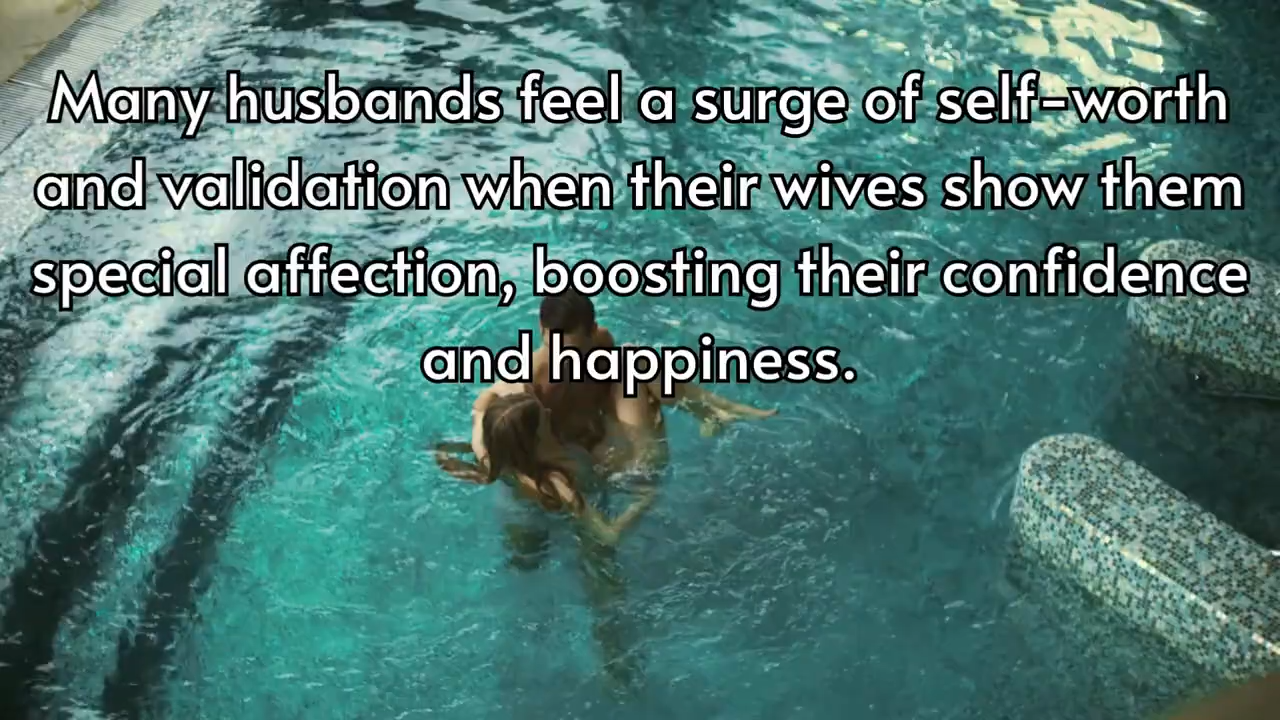 Many husbands feel a surge of self-worth
and validation when their wives show them
special affection, boosting their confidence
and happiness.